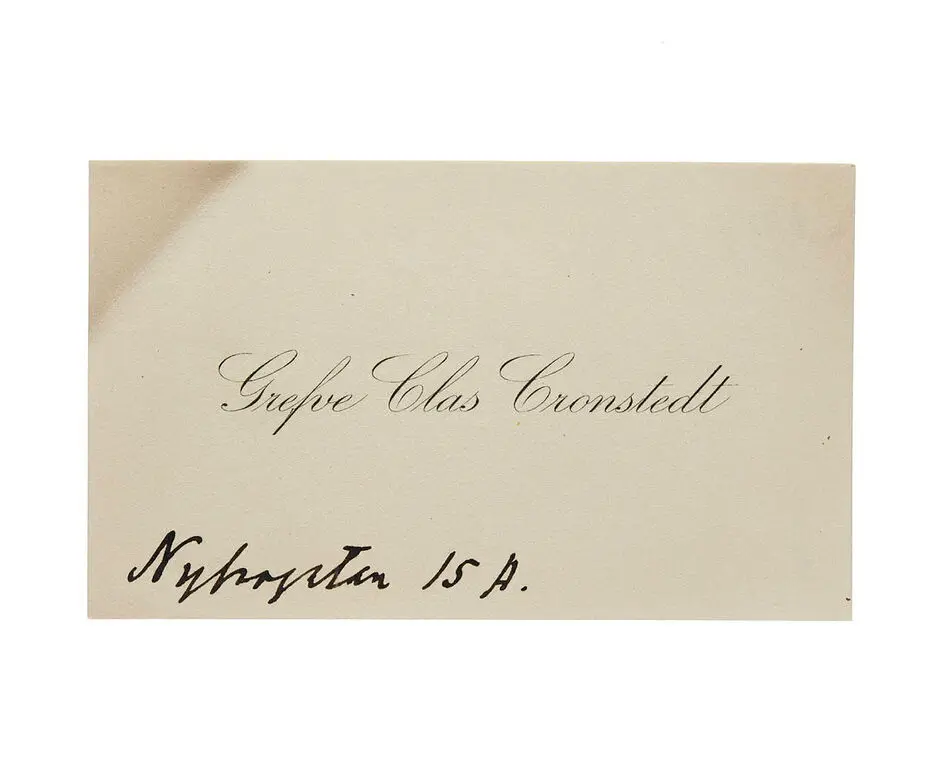 Grefve Clas Cronstedt
Nybrogatan 15 A.